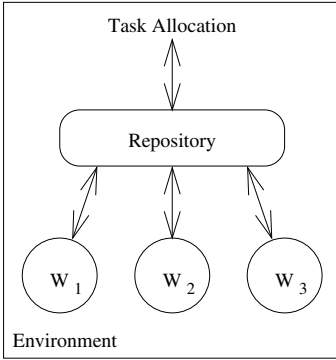 Task Allocation
Repository
W 1 W 2 W 3
Environment